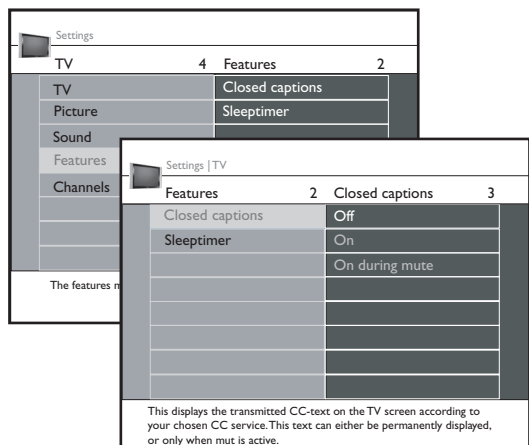 Settings
TV 4 Features 2
TV Closed captions
Picture Sleeptimer
Sound
Features
Channels
The features m
Settings | TV
Features 2 Closed captions 3
Closed captions Off
Sleeptimer On
On during mute
This displays the transmitted CC-text on the TV screen according to
your chosen CC service. This text can either be permanently displayed,
or only when mut is active.